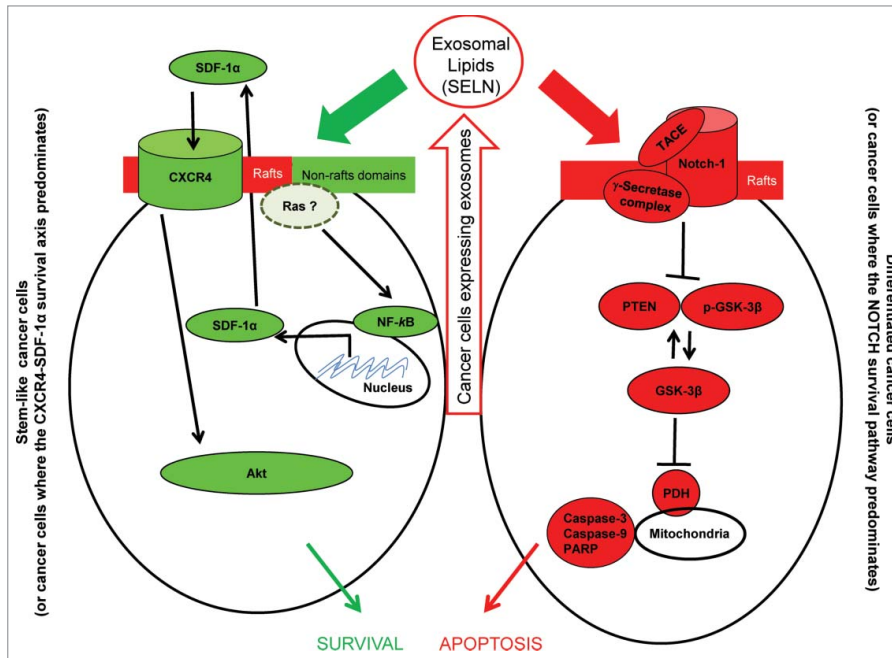 Exosomal
Lipids
(SELN)
SDF-1α
CXCR4
Rafts
Non-rafts domains
Ras ?
SDF-1α
NF-kB
Nucleus
Akt
Stem-like cancer cells
(or cancer cells where the CXCR4-SDF-1α survival axis predominates)
Cancer cells expressing exosomes
TACE
Notch-1
γ-Secretase
complex
Rafts
PTEN
p-GSK-3β
GSK-3β
PDH
Caspase-3
Caspase-9
PARP
Mitochondria
Differentiated cancer cells
(or cancer cells where the NOTCH survival pathway predominates)
SURVIVAL
APOPTOSIS